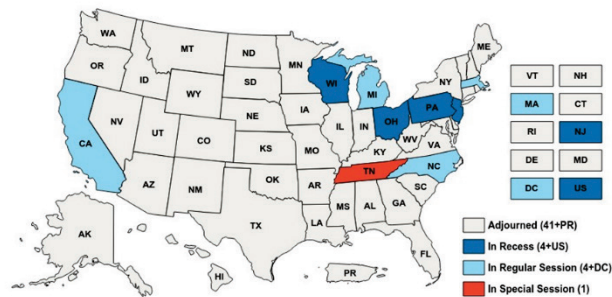 WA
MT
ND
MN
ME
OR
ID
SD
WI
MI
NY
WY
IA
PA
NE
NV
UT
IL
IN
OH
CA
CO
WV
VA
KS
MO
KY
NC
TN
AZ
NM
OK
AR
SC
MS
AL
GA
TX
LA
AK
FL
HI
PR
VT NH
MA CT
RI NJ
DE MD
DC US
Adjourned (41+PR)
In Recess (4+US)
In Regular Session (4+DC)
In Special Session (1)